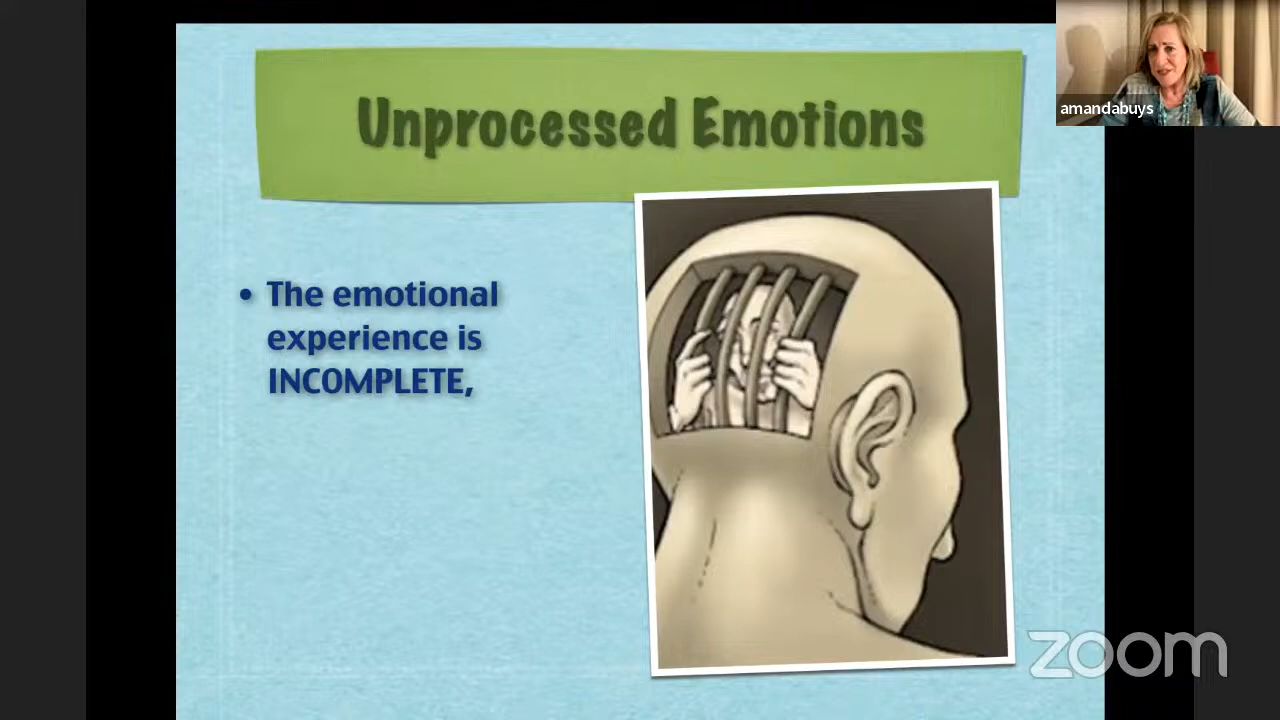 Unprocessed Emotions
amandabuys
• The emotional
experience is
INCOMPLETE,
zoom